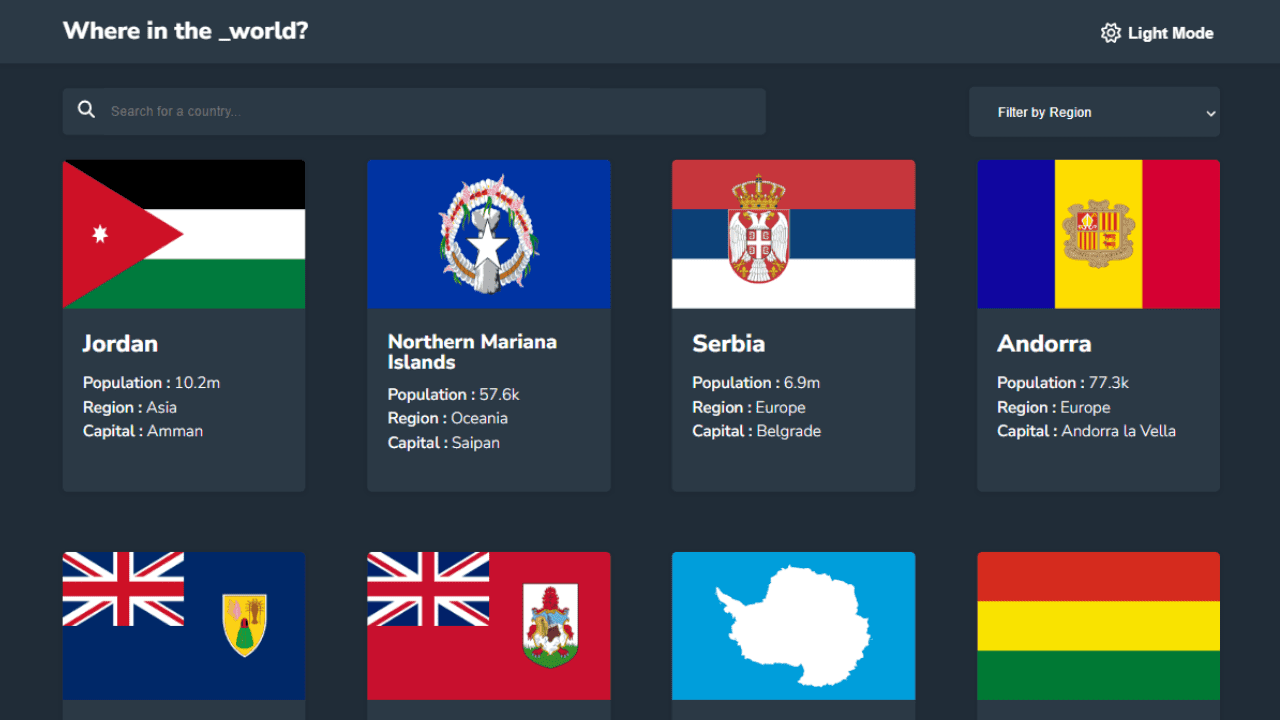 Where in the _world?
Light Mode
Search for a country...
Filter by Region
Jordan
Population : 10.2m
Region : Asia
Capital : Amman
Northern Mariana
Islands
Population : 57.6k
Region : Oceania
Capital : Saipan
Serbia
Population : 6.9m
Region : Europe
Capital : Belgrade
Andorra
Population : 77.3k
Region : Europe
Capital : Andorra la Vella